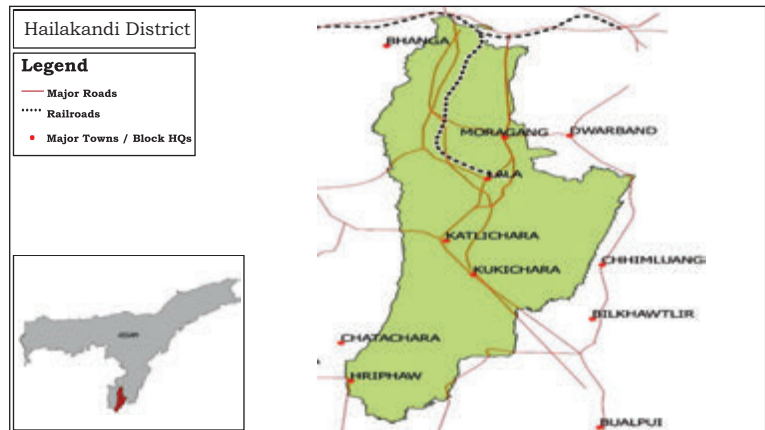 Hailakandi District
Legend
Major Roads
Railroads
Major Towns / Block HQs
BHANGA
MORAGANG
DWARBAND
LALA
KATLICHARA
KUKICHARA
CHHIMLUANG
BILKHAWTLIR
CHATACHARA
HRIPHAW
BUALPUI
ASSAM